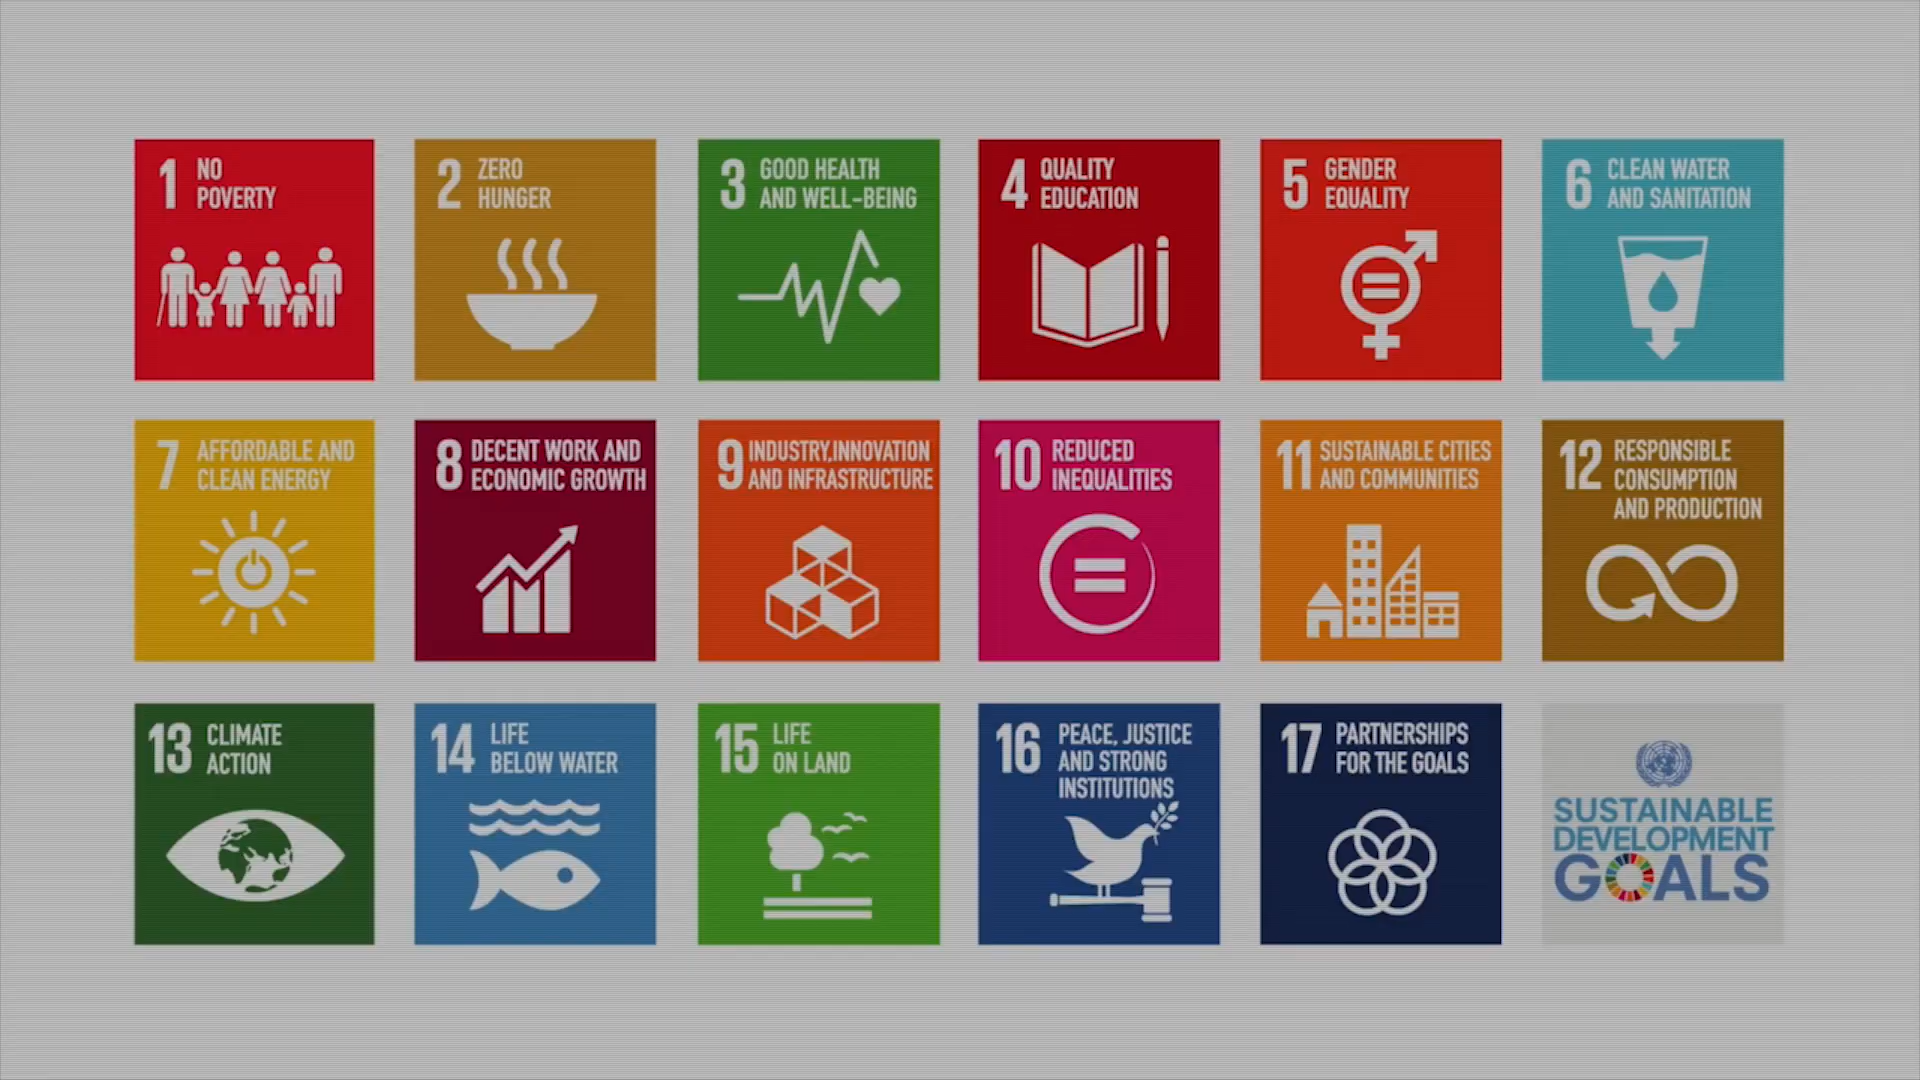 1 NO
POVERTY
2 ZERO
HUNGER
3 GOOD HEALTH
AND WELL-BEING
4 QUALITY
EDUCATION
5 GENDER
EQUALITY
6 CLEAN WATER
AND SANITATION
7 AFFORDABLE AND
CLEAN ENERGY
8 DECENT WORK AND
ECONOMIC GROWTH
9 INDUSTRY,INNOVATION
AND INFRASTRUCTURE
10 REDUCED
INEQUALITIES
11 SUSTAINABLE CITIES
AND COMMUNITIES
12 RESPONSIBLE
CONSUMPTION
AND PRODUCTION
13 CLIMATE
ACTION
14 LIFE
BELOW WATER
15 LIFE
ON LAND
16 PEACE, JUSTICE
AND STRONG
INSTITUTIONS
17 PARTNERSHIPS
FOR THE GOALS
SUSTAINABLE
DEVELOPMENT
GOALS